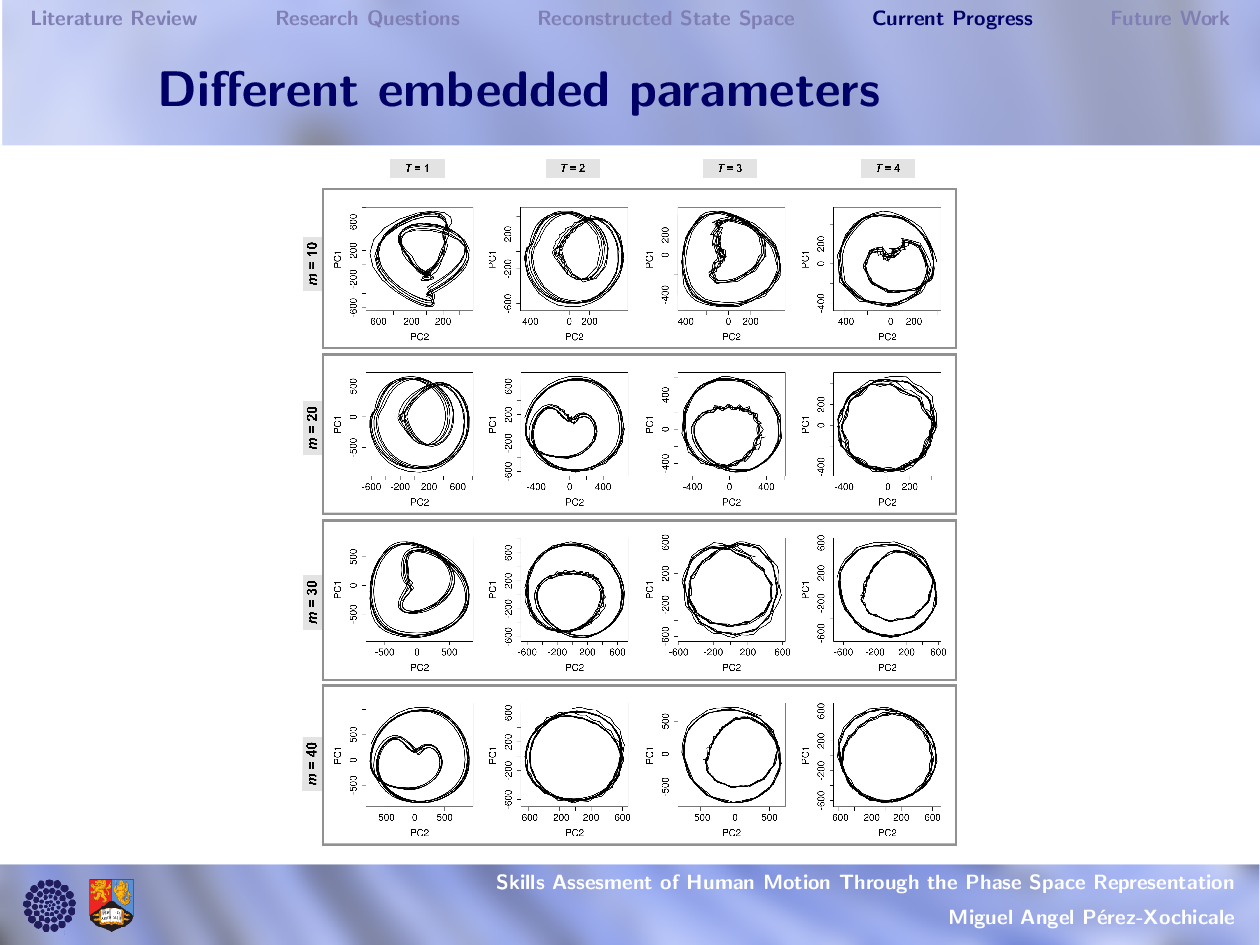 Literature Review Research Questions Reconstructed State Space Current Progress Future Work
Different embedded parameters
T = 1 T = 2 T = 3 T = 4
m = 10
PC1 -600 -200 200 600
600 200 200
PC2
PC1 -600 -200 200
400 0 200
PC2
PC1 -400 0 200
400 0 200
PC2
PC1 -400 0 200
400 0 200
PC2
m = 20
PC1 -500 0 500
-600 -200 200 600
PC2
PC1 -600 -200 200 600
-400 0 400
PC2
PC1 -400 0 400
-400 0 400
PC2
PC1 -400 0 200
-400 0 200
PC2
m = 30
PC1 -500 0 500
-500 0 500
PC2
PC1 -600 -200 200 600
-600 -200 200 600
PC2
PC1 -600 200 200 600
-600 -200 200 600
PC2
PC1 -600 -200 200 600
-600 -200 200 600
PC2
m = 40
PC1 500 0 500
500 0 500
PC2
PC1 -600 -200 200 600
600 200 200 600
PC2
PC1 500 0 500
500 0 500
PC2
PC1 -600 -200 200 600
600 200 200 600
PC2
Skills Assesment of Human Motion Through the Phase Space Representation
Miguel Angel Pérez-Xochicale